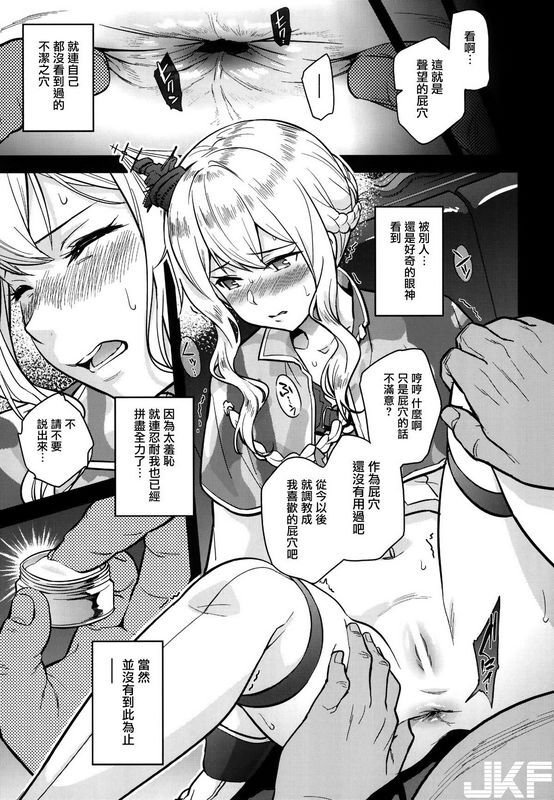 看啊…
這就是
聲望的屁穴
就連自己
都沒看到過的
不潔之穴
被別人…
還是好奇的眼神
看到
哼哼 什麼啊
只是屁穴的話
不滿意?
作為屁穴
還沒有用過吧
從今以後
就調教成
我喜歡的屁穴吧
因為太羞恥
就連忍耐我也已經
拼盡全力了…
不
請不要
說出來…
當然
並沒有到此為止
——
JKF